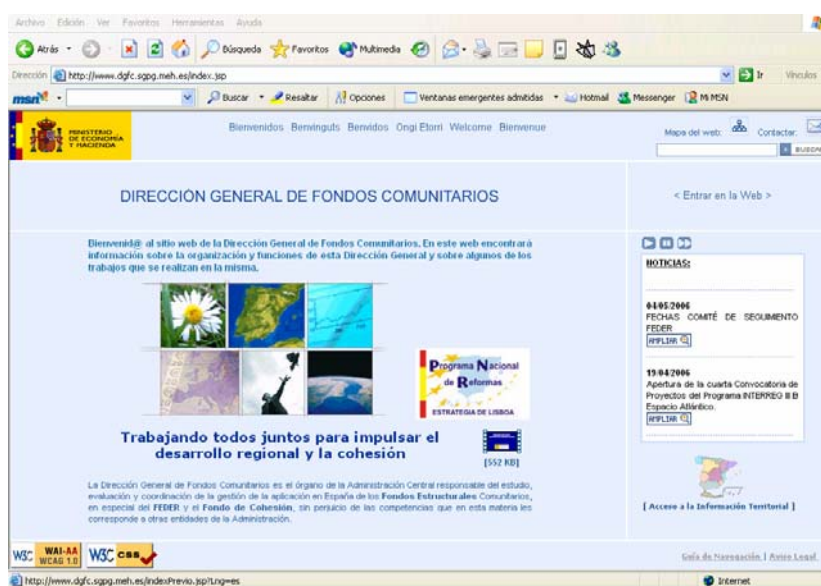 Archivo Edición Ver Favoritos Herramientas Ayuda
Atrás Búsqueda Favoritos Multimedia
Dirección http://www.dgfc.sgpg.meh.es/index.jsp Ir Vínculos
msn Buscar Resaltar Opciones Ventanas emergentes admitidas Hotmail Messenger Mi MSN
MINISTERIO
DE ECONOMÍA
Y HACIENDA
Bienvenidos Benvinguts Benvidos Ongi Etorri Welcome Bienvenue
Mapa del web: Contactar:
DIRECCIÓN GENERAL DE FONDOS COMUNITARIOS
< Entrar en la Web >
Bienvenid@ al sitio web de la Dirección General de Fondos Comunitarios. En este web encontrará
información sobre la organización y funciones de esta Dirección General y sobre algunos de los
trabajos que se realizan en la misma.
NOTICIAS:
04/05/2006
FECHAS COMITÉ DE SEGUIMIENTO
FEDER
AMPLIAR
19/04/2006
Apertura de la cuarta Convocatoria de
Proyectos del Programa INTERREG III B
Espacio Atlántico.
AMPLIAR
Programa Nacional
de Reformas
ESTRATEGIA DE LISBOA
Trabajando todos juntos para impulsar el
desarrollo regional y la cohesión
[552 KB]
La Dirección General de Fondos Comunitarios es el órgano de la Administración Central responsable del estudio,
evaluación y coordinación de la gestión de la aplicación en España de los Fondos Estructurales Comunitarios,
en especial del FEDER y el Fondo de Cohesión, sin perjuicio de las competencias que en esta materia les
corresponde a otras entidades de la Administración.
[ Acceso a la Información Territorial ]
W3C WAI-AA
WCAG 1.0
W3C css
Guía de Navegación | Aviso Legal
http://www.dgfc.sgpg.meh.es/indexPrevio.jsp?Lng=es
Internet